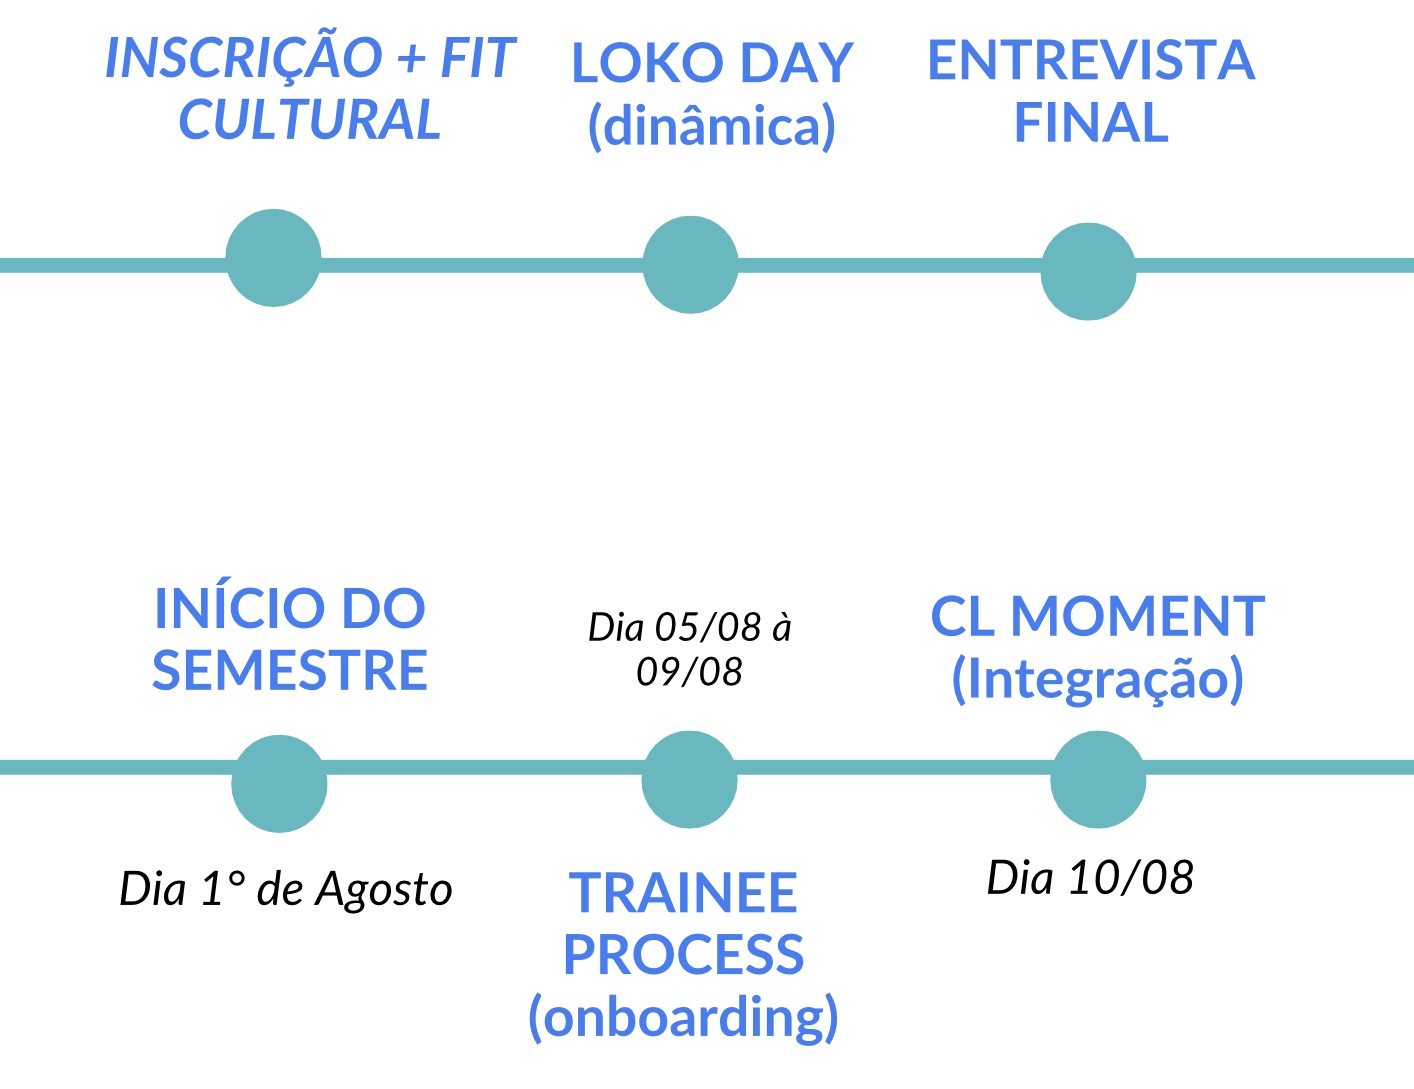 INSCRIÇÃO + FIT
CULTURAL
LOKO DAY
(dinâmica)
ENTREVISTA
FINAL
INÍCIO DO
SEMESTRE
Dia 1° de Agosto
Dia 05/08 à
09/08
TRAINEE
PROCESS
(onboarding)
CL MOMENT
(Integração)
Dia 10/08